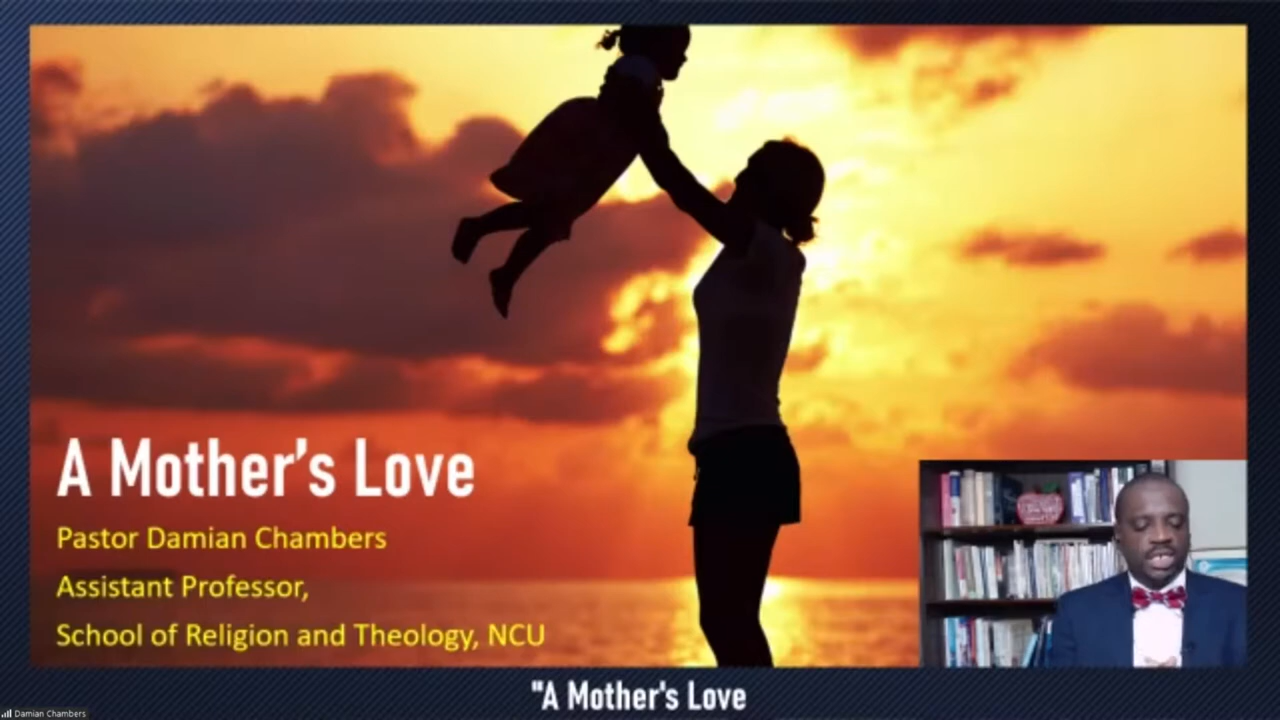 A Mother's Love
Pastor Damian Chambers
Assistant Professor,
School of Religion and Theology, NCU
"A Mother's Love
Damian Chambers